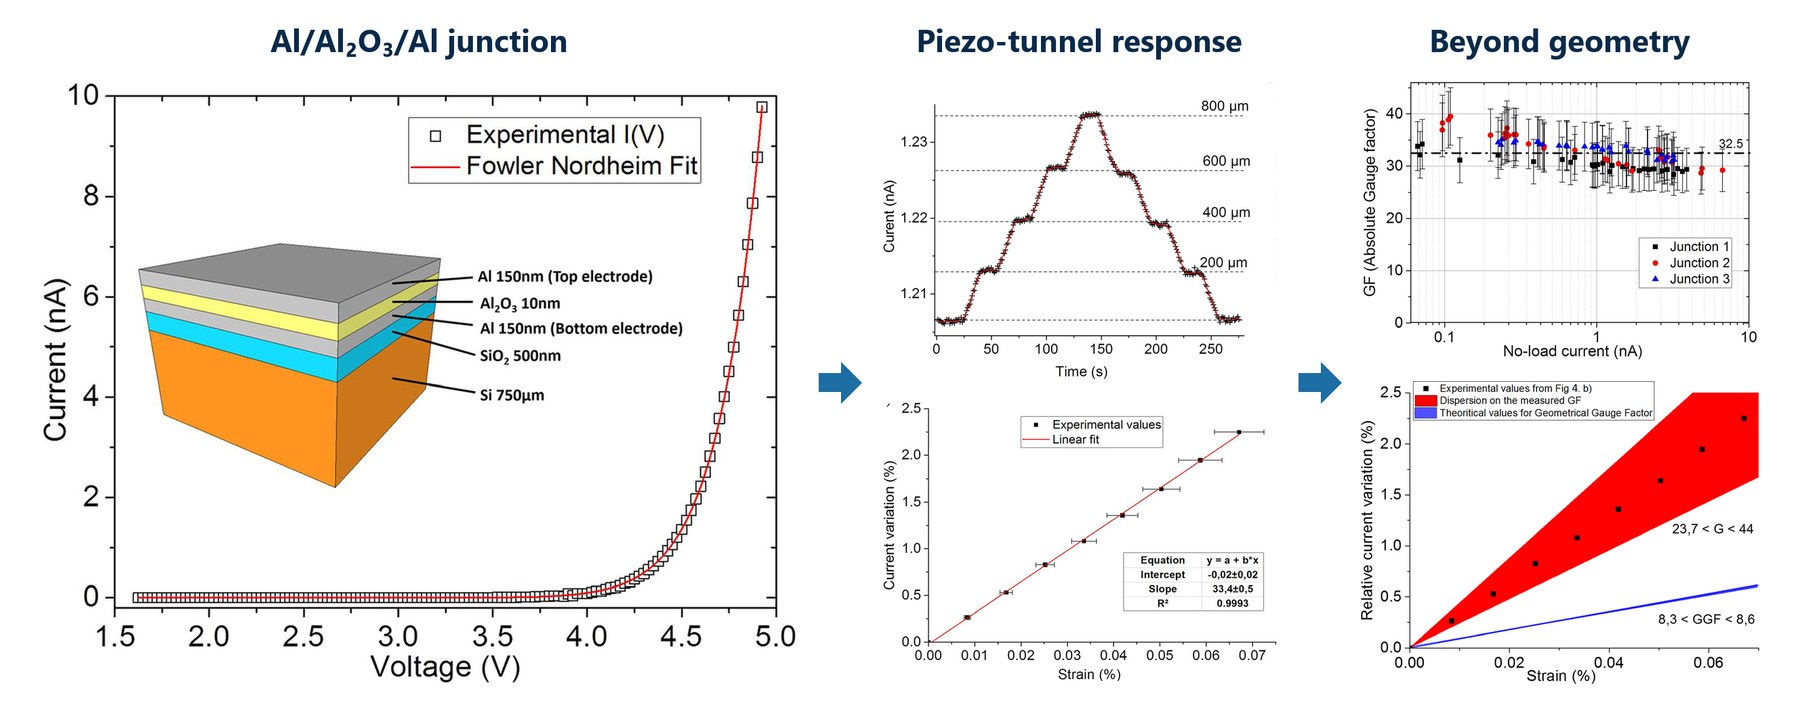 Al/Al₂O₃/Al junction
Piezo-tunnel response
Beyond geometry
10
8
6
4
2
0
Current (nA)
Experimental I(V)
Fowler Nordheim Fit
Al 150nm (Top electrode)
Al₂O₃ 10nm
Al 150nm (Bottom electrode)
SiO₂ 500nm
Si 750µm
1.5 2.0 2.5 3.0 3.5 4.0 4.5 5.0
Voltage (V)
Curent (nA)
1.23
1.22
1.21
800 µm
600 µm
400 µm
200 µm
0 50 100 150 200 250
Time (s)
Current variation (%)
2.5
2.0
1.5
1.0
0.5
0.0
Experimental values
Linear fit
Equation y = a + b*x
Intercept -0,02±0,02
Slope 33,4±0,5
R² 0.9993
0.00 0.01 0.02 0.03 0.04 0.05 0.06 0.07
Strain (%)
GF (Absolute Gauge factor)
40
30
20
10
0
32.5
Junction 1
Junction 2
Junction 3
0.1 1 10
No-load current (nA)
Relative current variation (%)
2.5
2.0
1.5
1.0
0.5
0.0
Experimental values from Fig 4. b)
Dispersion on the measured GF
Theoritical values for Geometrical Gauge Factor
23,7 < G < 44
8,3 < GGF < 8,6
0.00 0.02 0.04 0.06
Strain (%)